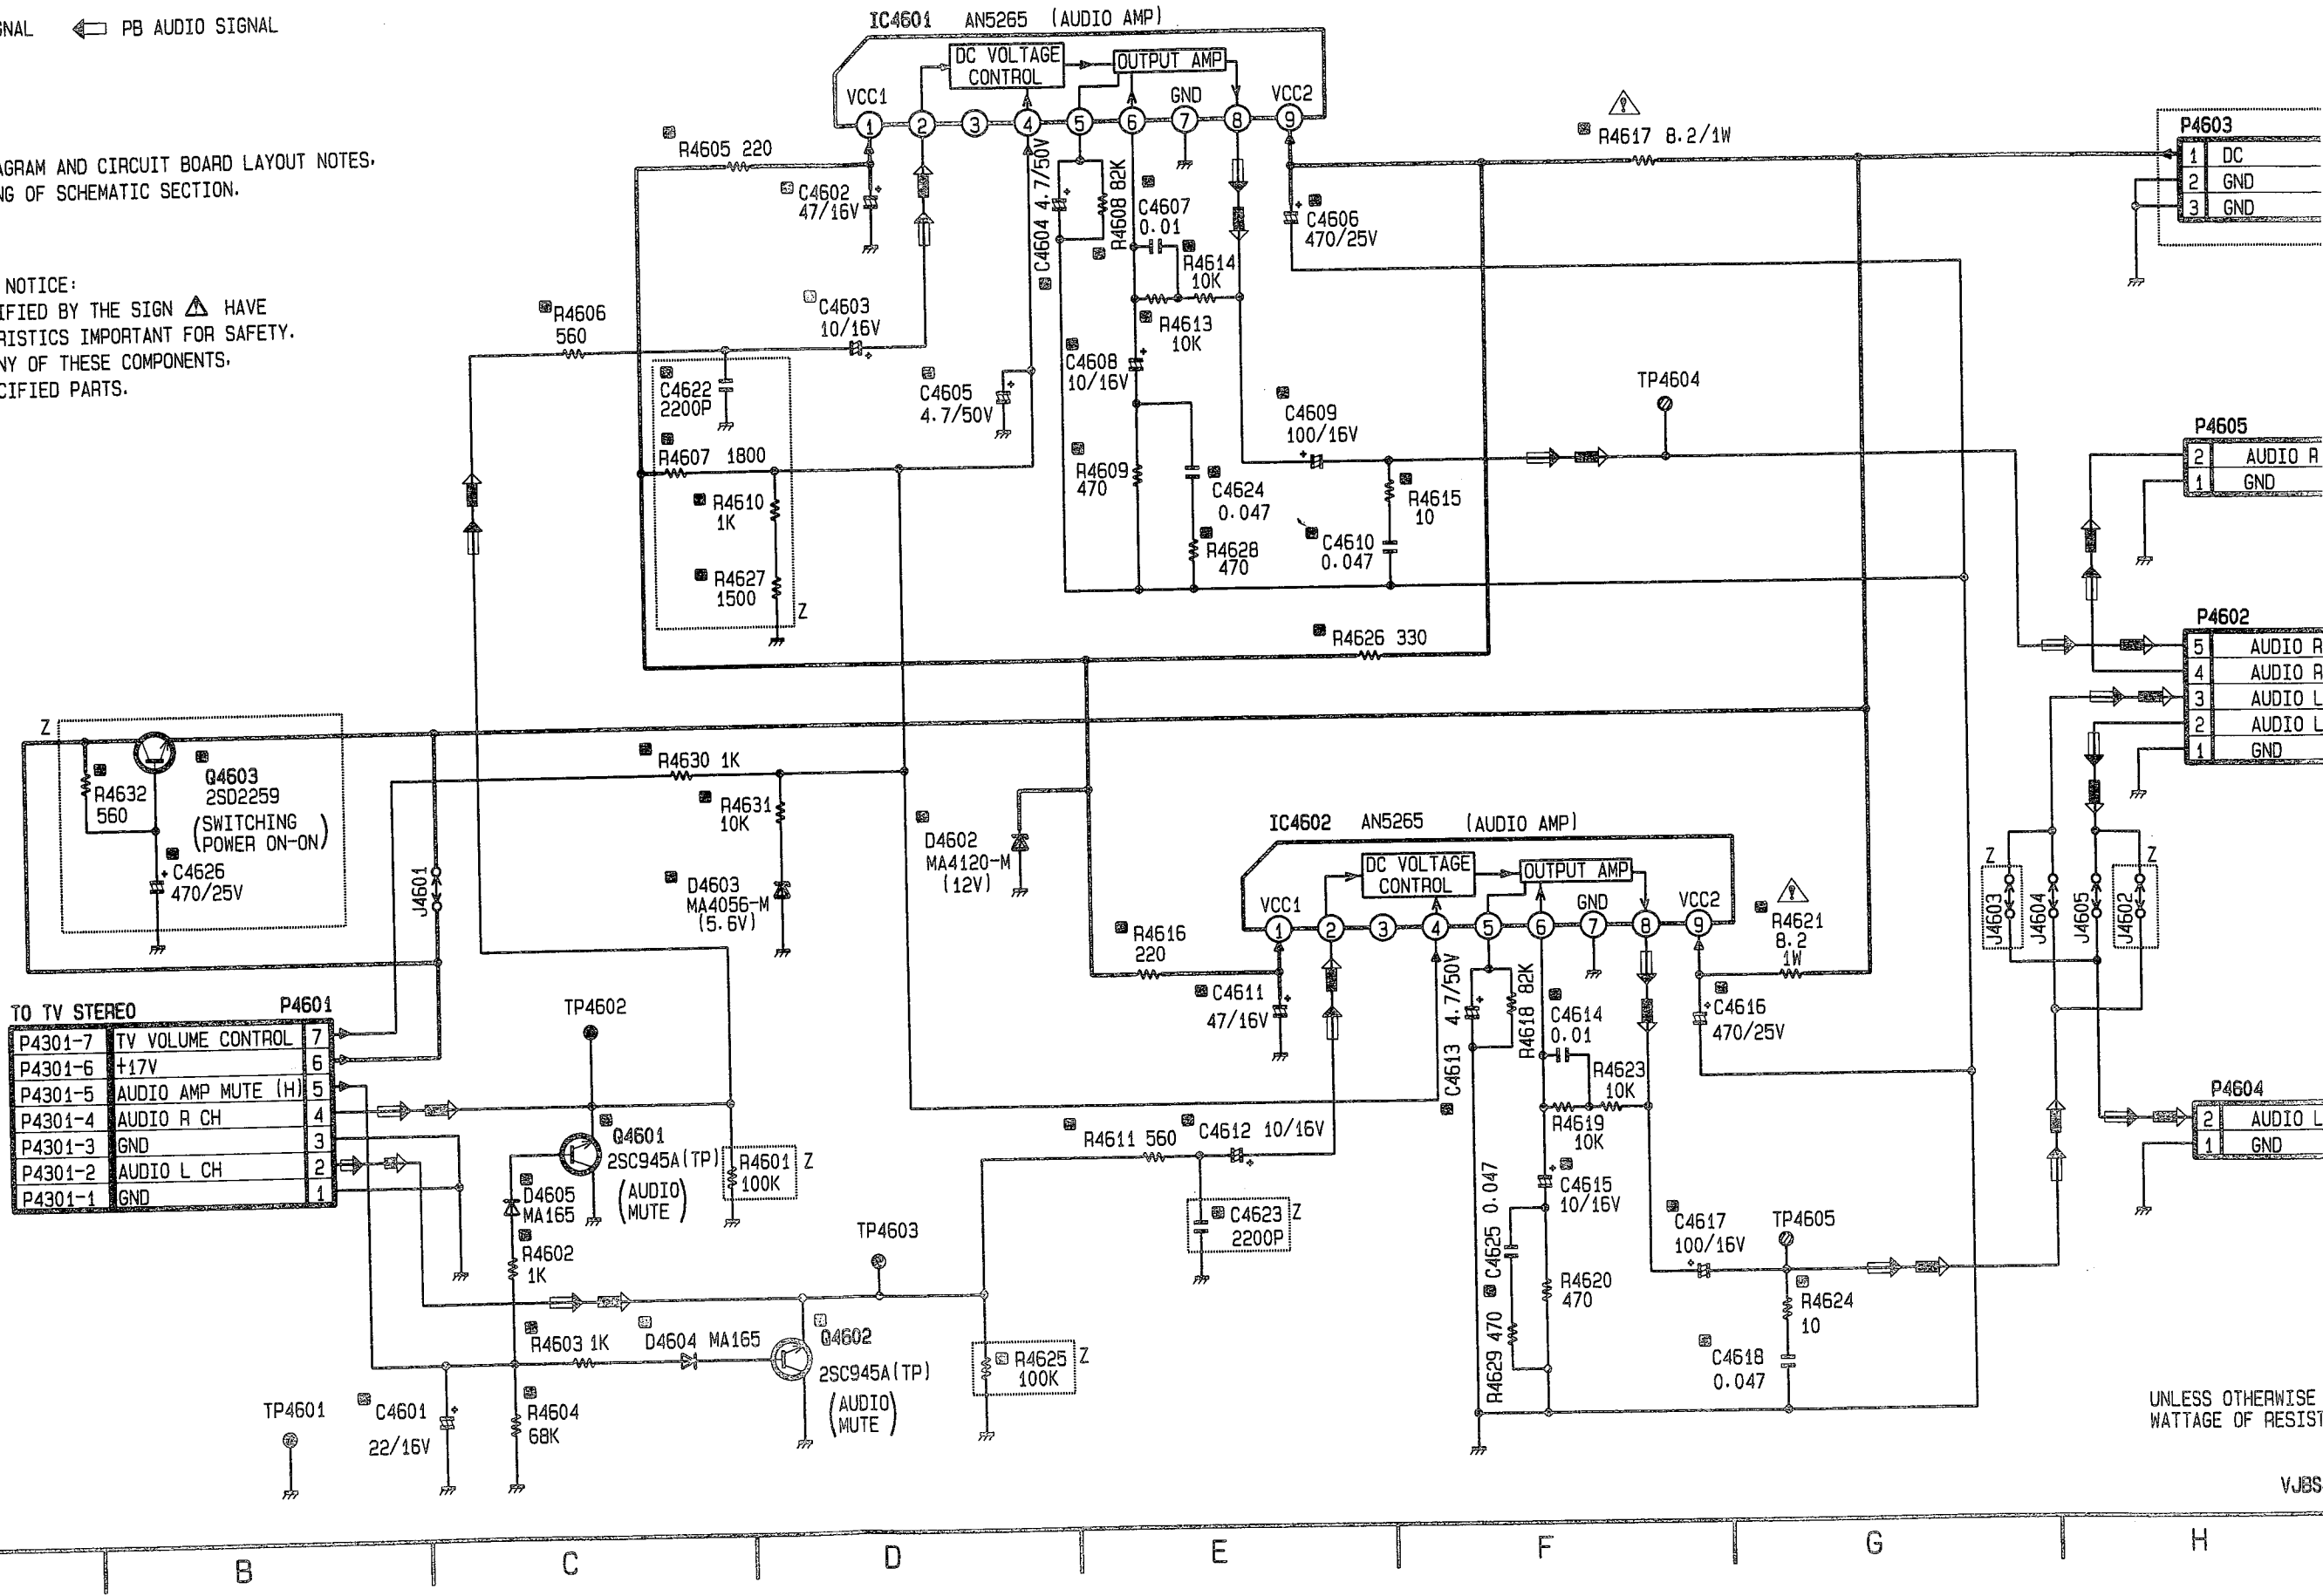 GNAL PB AUDIO SIGNAL
AGRAM AND CIRCUIT BOARD LAYOUT NOTES,
NG OF SCHEMATIC SECTION.
NOTICE:
IFIED BY THE SIGN ⚠ HAVE
RISTICS IMPORTANT FOR SAFETY.
NY OF THESE COMPONENTS,
CIFIED PARTS.
IC4601 AN5265 (AUDIO AMP)
DC VOLTAGE
CONTROL
OUTPUT AMP
VCC1
GND
VCC2
1 2 3 4 5 6 7 8 9
R4605 220
C4602
47/16V
C4604 4.7/50V
R4608 82K
C4607
0.01
R4614
10K
R4613
10K
C4606
470/25V
R4617 8.2/1W
P4603
1 DC
2 GND
3 GND
R4606
560
C4603
10/16V
C4622
2200P
C4605
4.7/50V
C4608
10/16V
C4609
100/16V
TP4604
R4607 1800
R4610
1K
R4627
1500
Z
R4609
470
C4624
0.047
R4628
470
R4615
10
C4610
0.047
P4605
2 AUDIO R
1 GND
R4626 330
P4602
5 AUDIO R
4 AUDIO R
3 AUDIO L
2 AUDIO L
1 GND
Z
R4632
560
Q4603
2SD2259
(SWITCHING
POWER ON-ON)
C4626
470/25V
J4601
R4630 1K
R4631
10K
D4603
MA4056-M
(5.6V)
D4602
MA4120-M
(12V)
IC4602 AN5265 (AUDIO AMP)
DC VOLTAGE
CONTROL
OUTPUT AMP
VCC1
GND
VCC2
1 2 3 4 5 6 7 8 9
R4616
220
C4611
47/16V
C4613 4.7/50V
R4618 82K
C4614
0.01
R4623
10K
R4619
10K
R4621
8.2
1W
C4616
470/25V
Z
J4603
J4604
J4605
J4602
Z
TO TV STEREO P4601
P4301-7 TV VOLUME CONTROL 7
P4301-6 +17V 6
P4301-5 AUDIO AMP MUTE (H) 5
P4301-4 AUDIO R CH 4
P4301-3 GND 3
P4301-2 AUDIO L CH 2
P4301-1 GND 1
TP4602
Q4601
2SC945A(TP)
(AUDIO
MUTE)
R4601
100K
Z
D4605
MA165
R4602
1K
R4611 560
C4612 10/16V
C4623
2200P
Z
TP4603
C4615
10/16V
C4625 0.047
R4620
470
R4629 470
C4617
100/16V
TP4605
R4624
10
C4618
0.047
P4604
2 AUDIO L
1 GND
R4603 1K
D4604 MA165
Q4602
2SC945A(TP)
(AUDIO
MUTE)
R4625
100K
Z
TP4601
C4601
22/16V
R4604
68K
UNLESS OTHERWISE
WATTAGE OF RESIST
VJBS
B C D E F G H